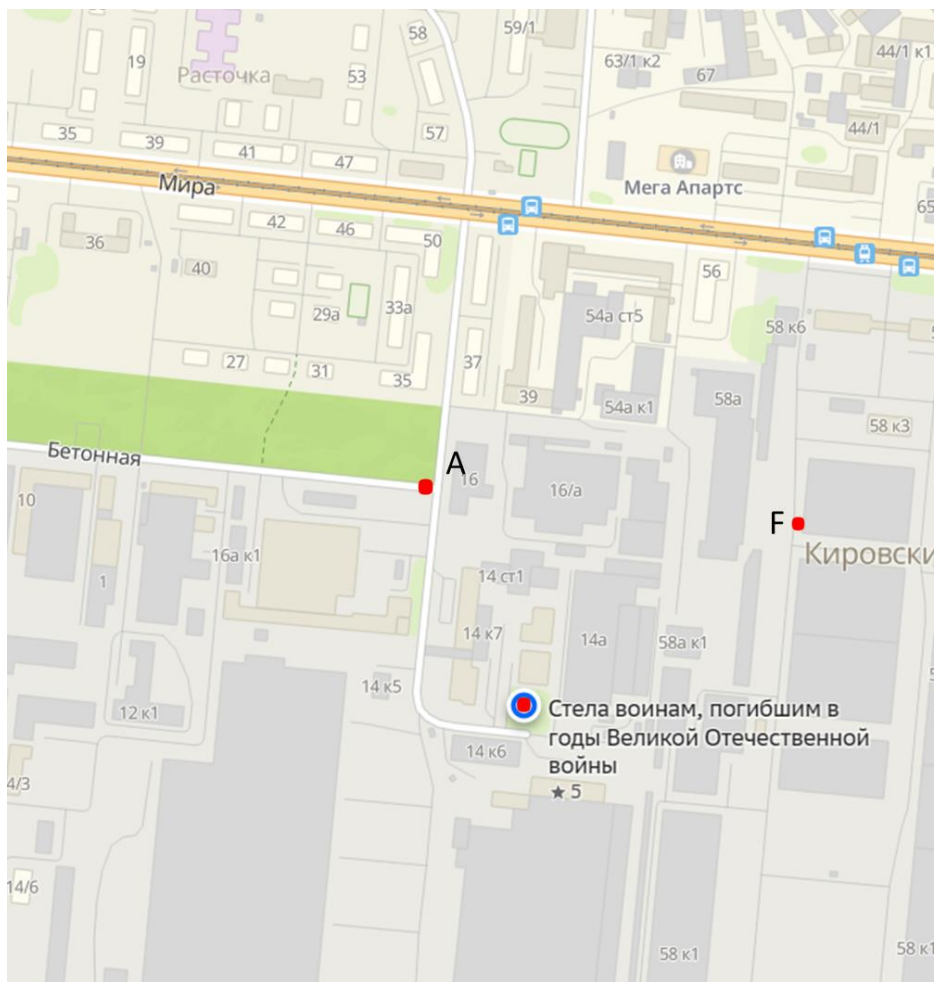 58
59/1
44/1 к1
19
63/1 к2
67
Расточка
53
44/1
35
39
57
41
47
Мира
Мега Апартс
42
46
50
36
40
56
33а
29а
54а ст5
58 к6
27
31
35
37
39
54а к1
58а
58 к3
Бетонная
А
16
16/а
10
F
Кировски
16а к1
1
14 ст1
14 к7
14а
58а к1
14 к5
12 к1
Стела воинам, погибшим в
годы Великой Отечественной
войны
5
14 к6
4/3
14/6
58 к1
58 к1